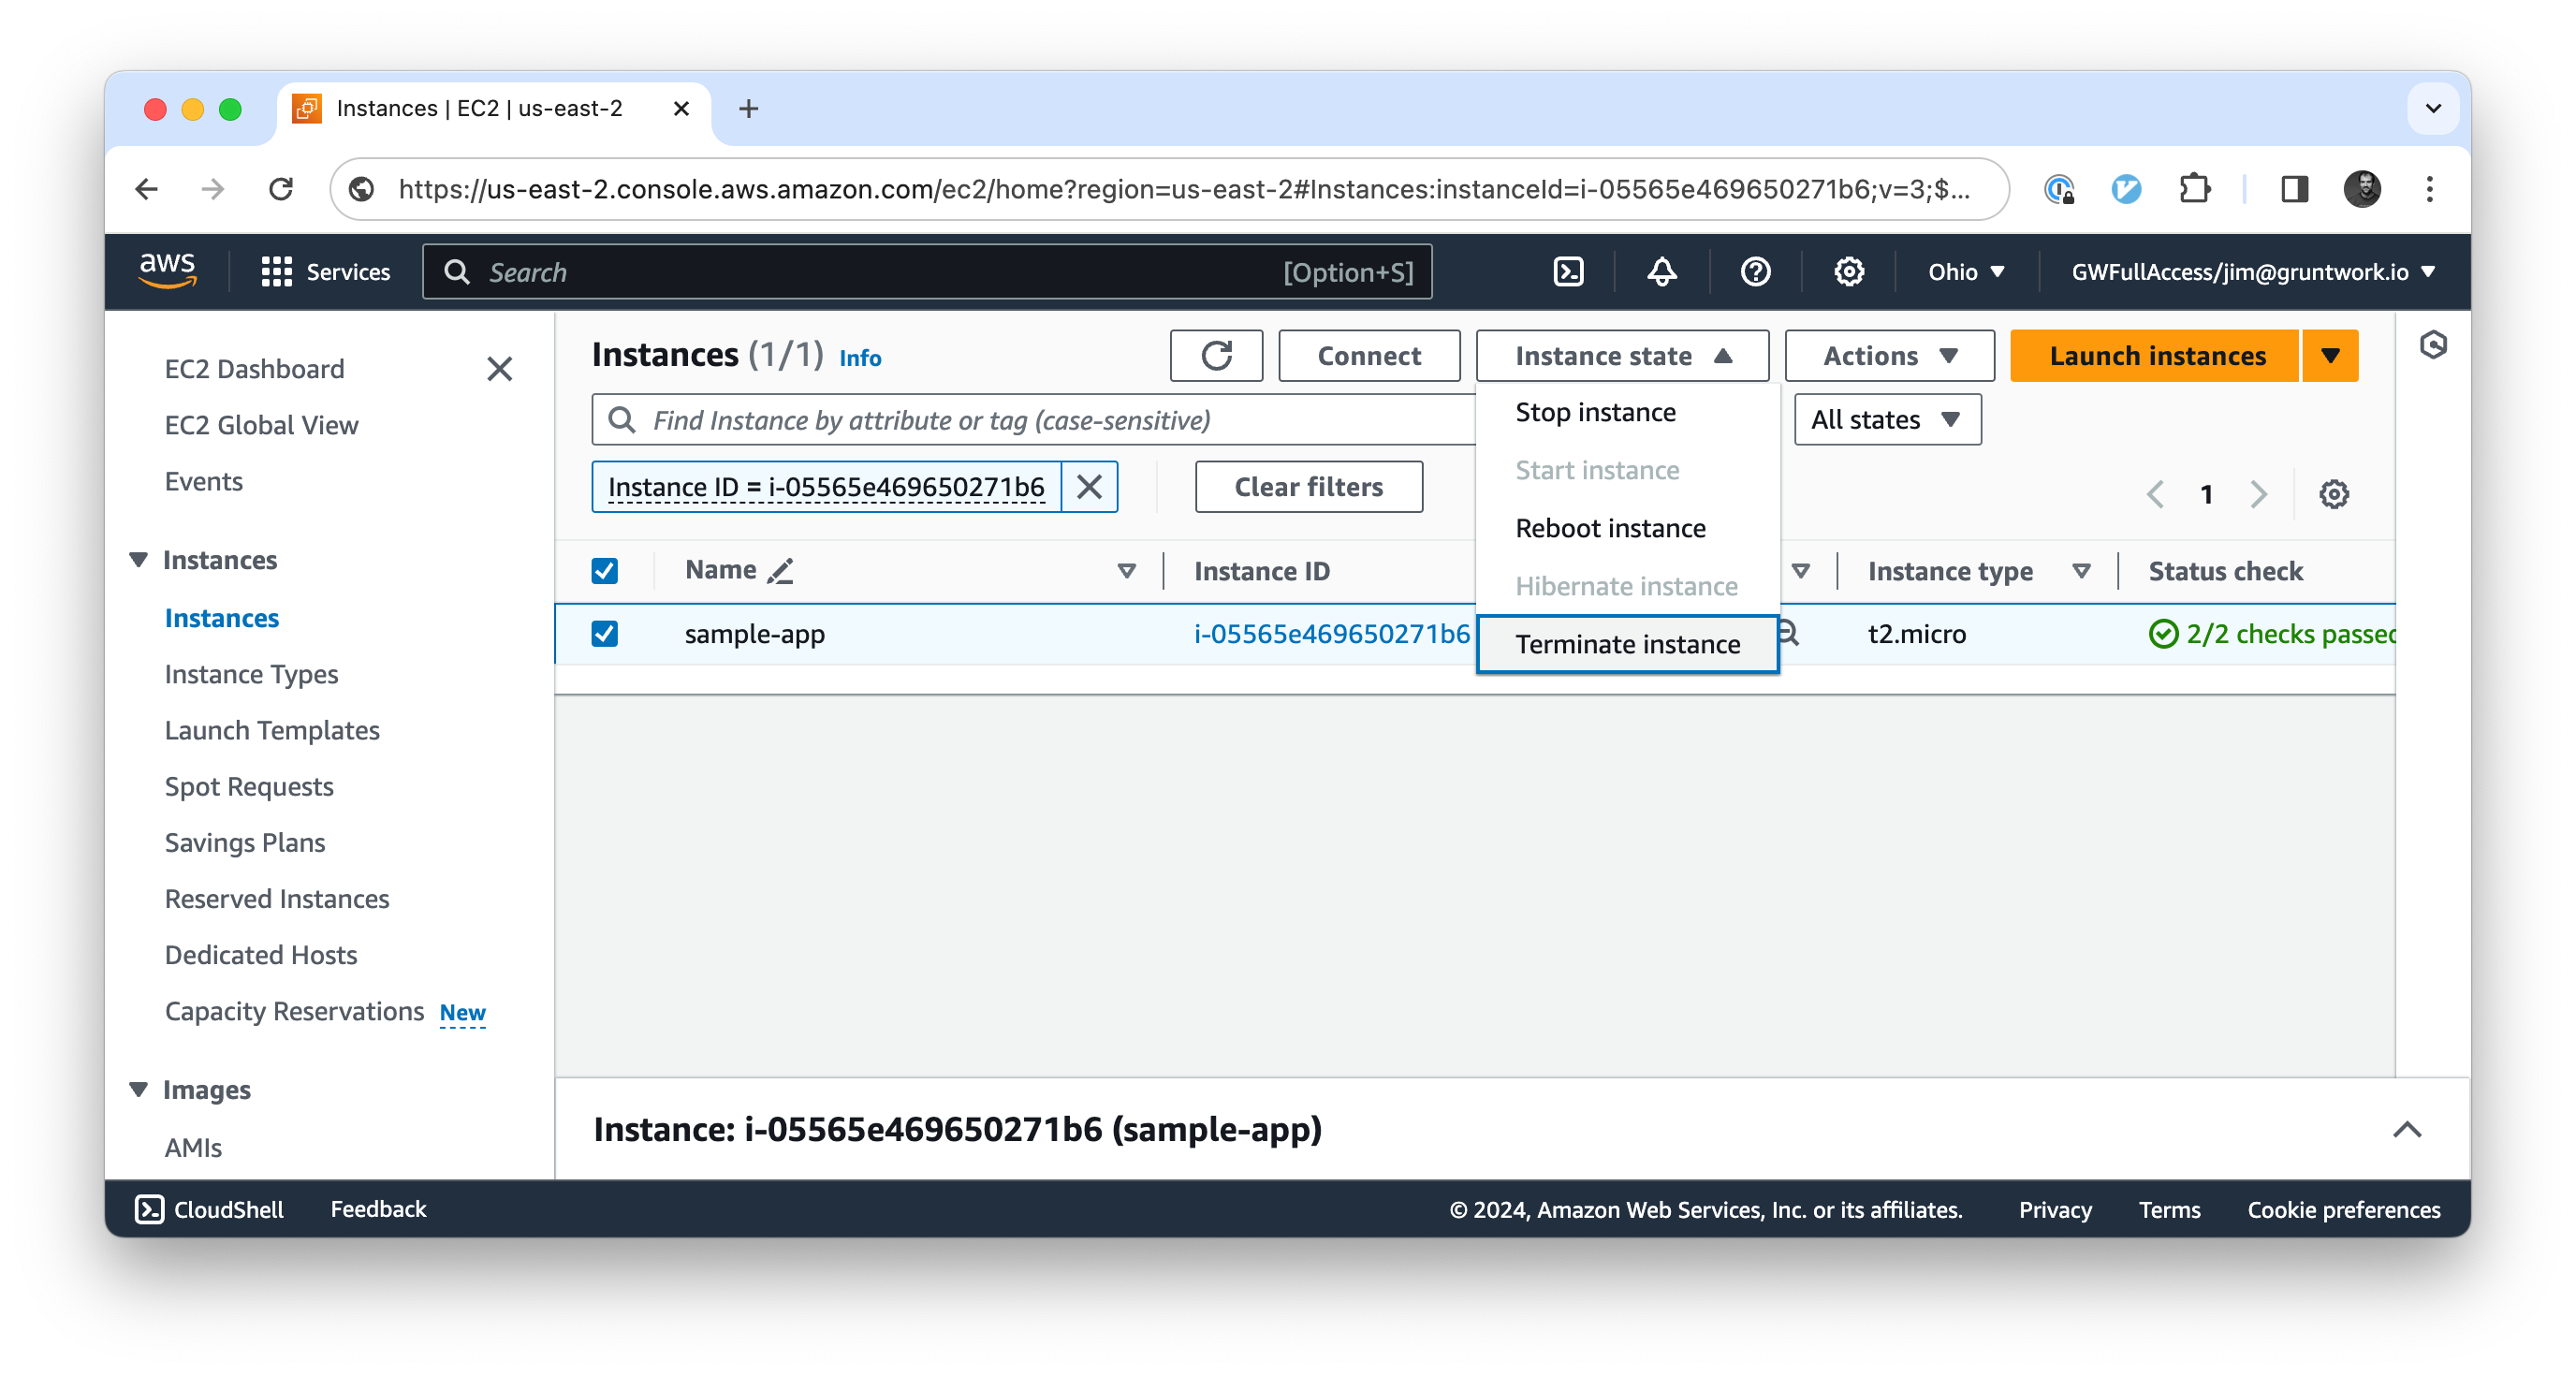 Instances | EC2 | us-east-2
https://us-east-2.console.aws.amazon.com/ec2/home?region=us-east-2#Instances:instanceId=i-05565e469650271b6;v=3;$...
aws
Services
Search
[Option+S]
Ohio
GWFullAccess/jim@gruntwork.io
EC2 Dashboard
EC2 Global View
Events
Instances
Instances
Instance Types
Launch Templates
Spot Requests
Savings Plans
Reserved Instances
Dedicated Hosts
Capacity Reservations New
Images
AMIs
Instances (1/1) Info
Connect
Instance state
Actions
Launch instances
Find Instance by attribute or tag (case-sensitive)
All states
Instance ID = i-05565e469650271b6
Clear filters
1
Stop instance
Start instance
Reboot instance
Hibernate instance
Terminate instance
Name
Instance ID
Instance type
Status check
sample-app
i-05565e469650271b6
t2.micro
2/2 checks passed
Instance: i-05565e469650271b6 (sample-app)
CloudShell
Feedback
© 2024, Amazon Web Services, Inc. or its affiliates.
Privacy
Terms
Cookie preferences